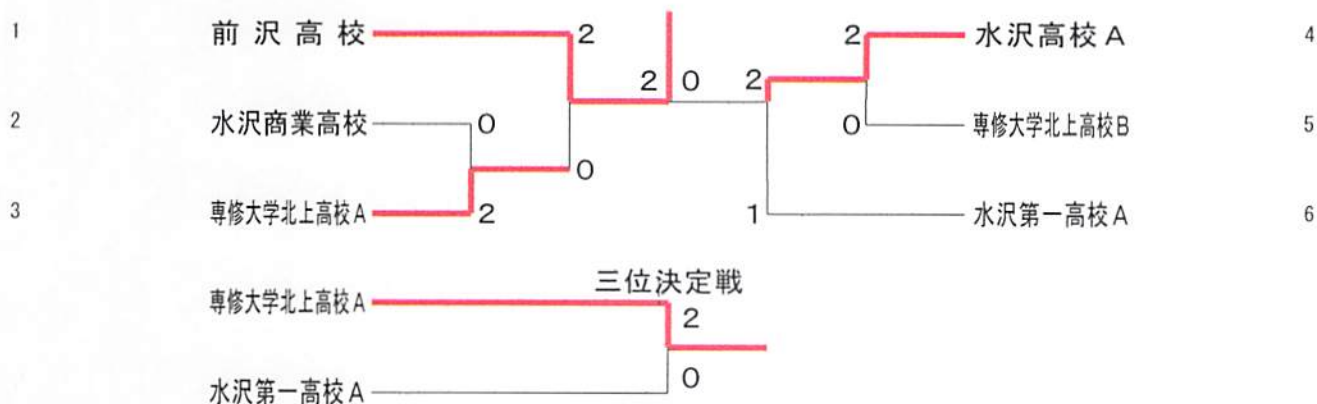 1 前沢高校 2 2 水沢高校A 4
2 0 2
2 水沢商業高校 0 0 専修大学北上高校B 5
0
3 専修大学北上高校A 2 1 水沢第一高校A 6
三位決定戦
専修大学北上高校A 2
水沢第一高校A 0